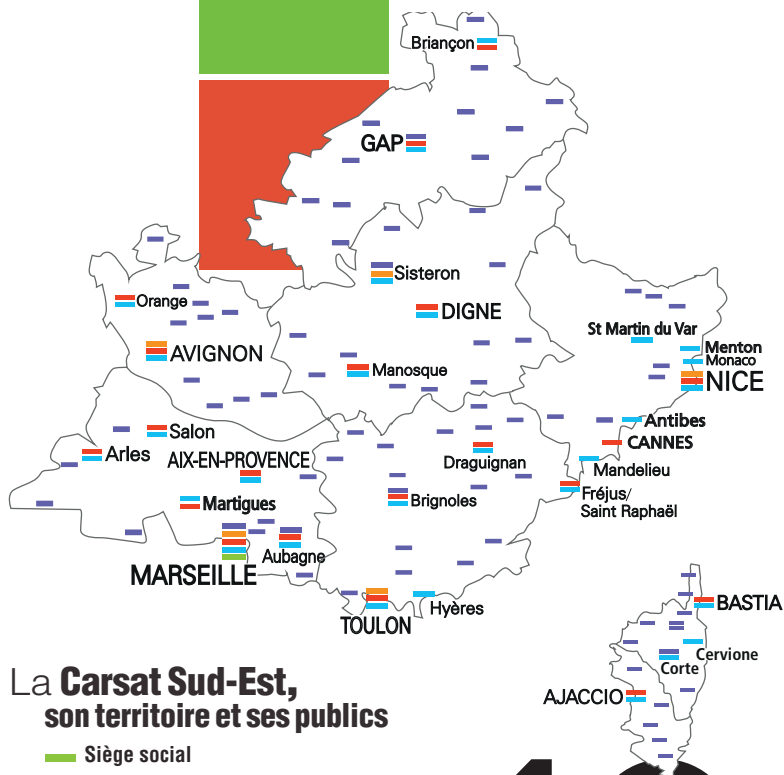 Briançon
GAP
Sisteron
Orange
DIGNE
St Martin du Var
AVIGNON
Menton
Monaco
Manosque
NICE
Salon
Antibes
Arles
CANNES
AIX-EN-PROVENCE
Draguignan
Mandelieu
Martigues
Brignoles
Fréjus/
Saint Raphaël
Aubagne
MARSEILLE
BASTIA
Hyères
TOULON
Cervione
Corte
AJACCIO
La Carsat Sud-Est,
son territoire et ses publics
Siège social